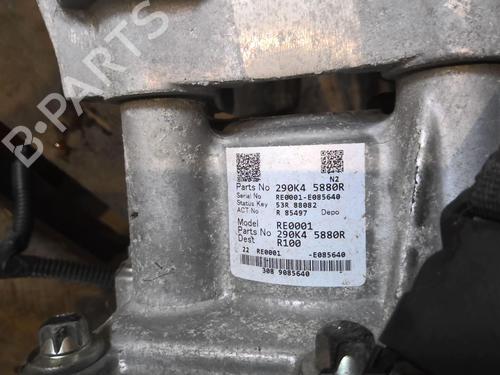 B-PARTS
N2
Parts No 290K4 5880R
Serial No RE0001-E085640
Status Key 53R 88082
ACT No R 85497 Depo
Model RE0001
Parts No 290K4 5880R
Dest R100
22 RE0001 -E085640
308 9085640